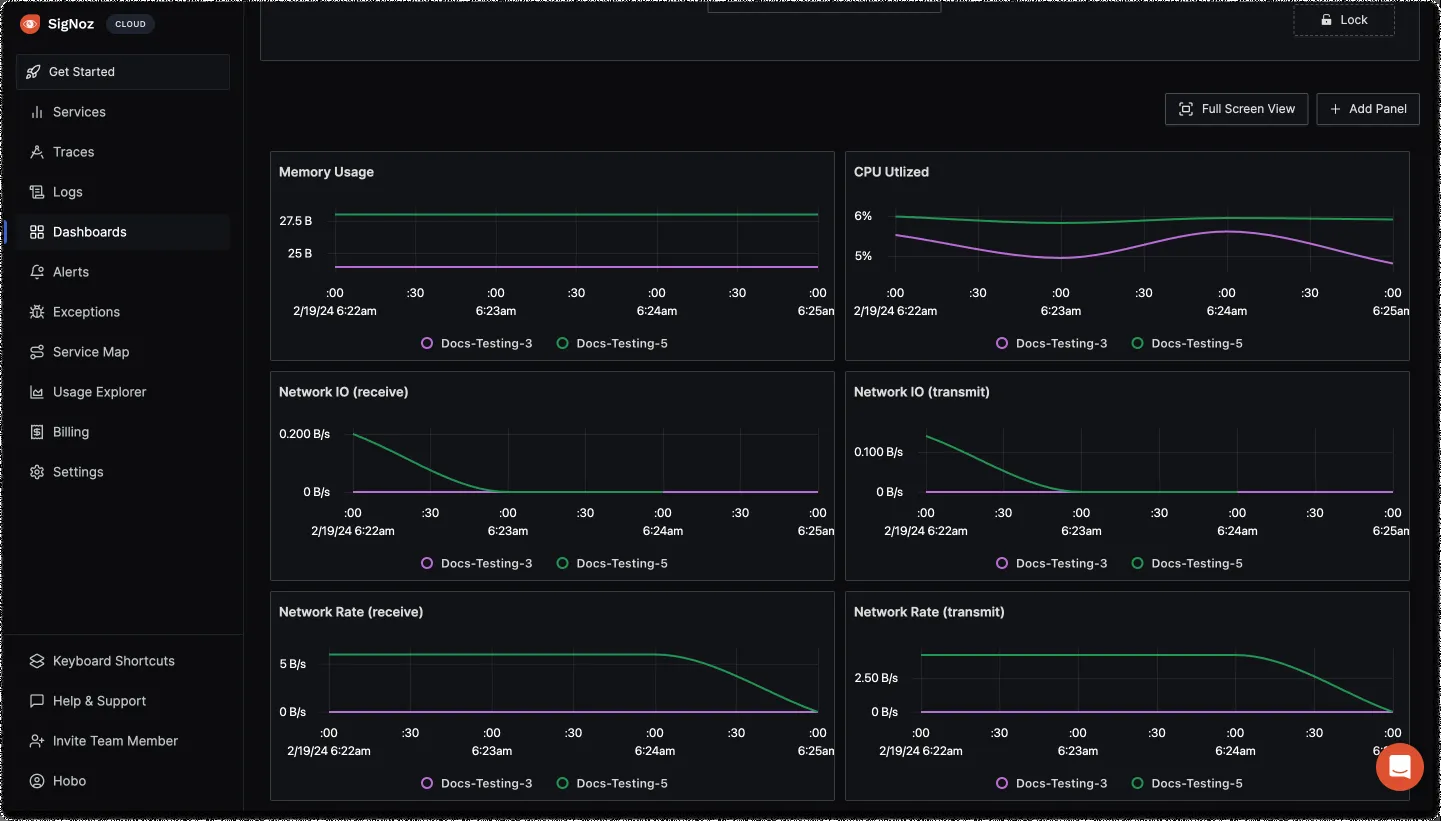 SigNoz CLOUD
Get Started
Services
Traces
Logs
Dashboards
Alerts
Exceptions
Service Map
Usage Explorer
Billing
Settings
Keyboard Shortcuts
Help & Support
Invite Team Member
Hobo
Lock
Full Screen View
Add Panel
Memory Usage
27.5 B
25 B
:00 :30 :00 :30 :00 :30 :00
2/19/24 6:22am 6:23am 6:24am 6:25am
Docs-Testing-3 Docs-Testing-5
CPU Utlized
6%
5%
:00 :30 :00 :30 :00 :30 :00
2/19/24 6:22am 6:23am 6:24am 6:25am
Docs-Testing-3 Docs-Testing-5
Network IO (receive)
0.200 B/s
0 B/s
:00 :30 :00 :30 :00 :30 :00
2/19/24 6:22am 6:23am 6:24am 6:25am
Docs-Testing-3 Docs-Testing-5
Network IO (transmit)
0.100 B/s
0 B/s
:00 :30 :00 :30 :00 :30 :00
2/19/24 6:22am 6:23am 6:24am 6:25am
Docs-Testing-3 Docs-Testing-5
Network Rate (receive)
5 B/s
0 B/s
:00 :30 :00 :30 :00 :30 :00
2/19/24 6:22am 6:23am 6:24am 6:25am
Docs-Testing-3 Docs-Testing-5
Network Rate (transmit)
2.50 B/s
0 B/s
:00 :30 :00 :30 :00 :30 :00
2/19/24 6:22am 6:23am 6:24am
Docs-Testing-3 Docs-Testing-5